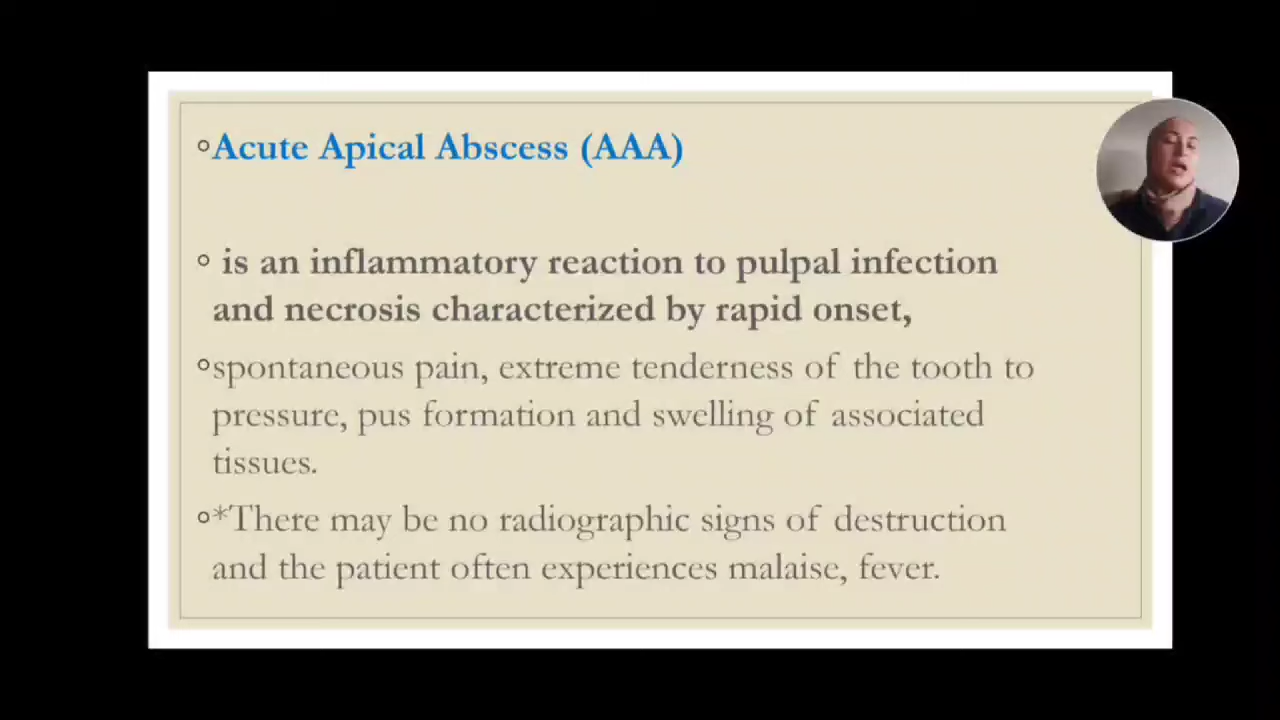 Acute Apical Abscess (AAA)
is an inflammatory reaction to pulpal infection
and necrosis characterized by rapid onset,
spontaneous pain, extreme tenderness of the tooth to
pressure, pus formation and swelling of associated
tissues.
*There may be no radiographic signs of destruction
and the patient often experiences malaise, fever.